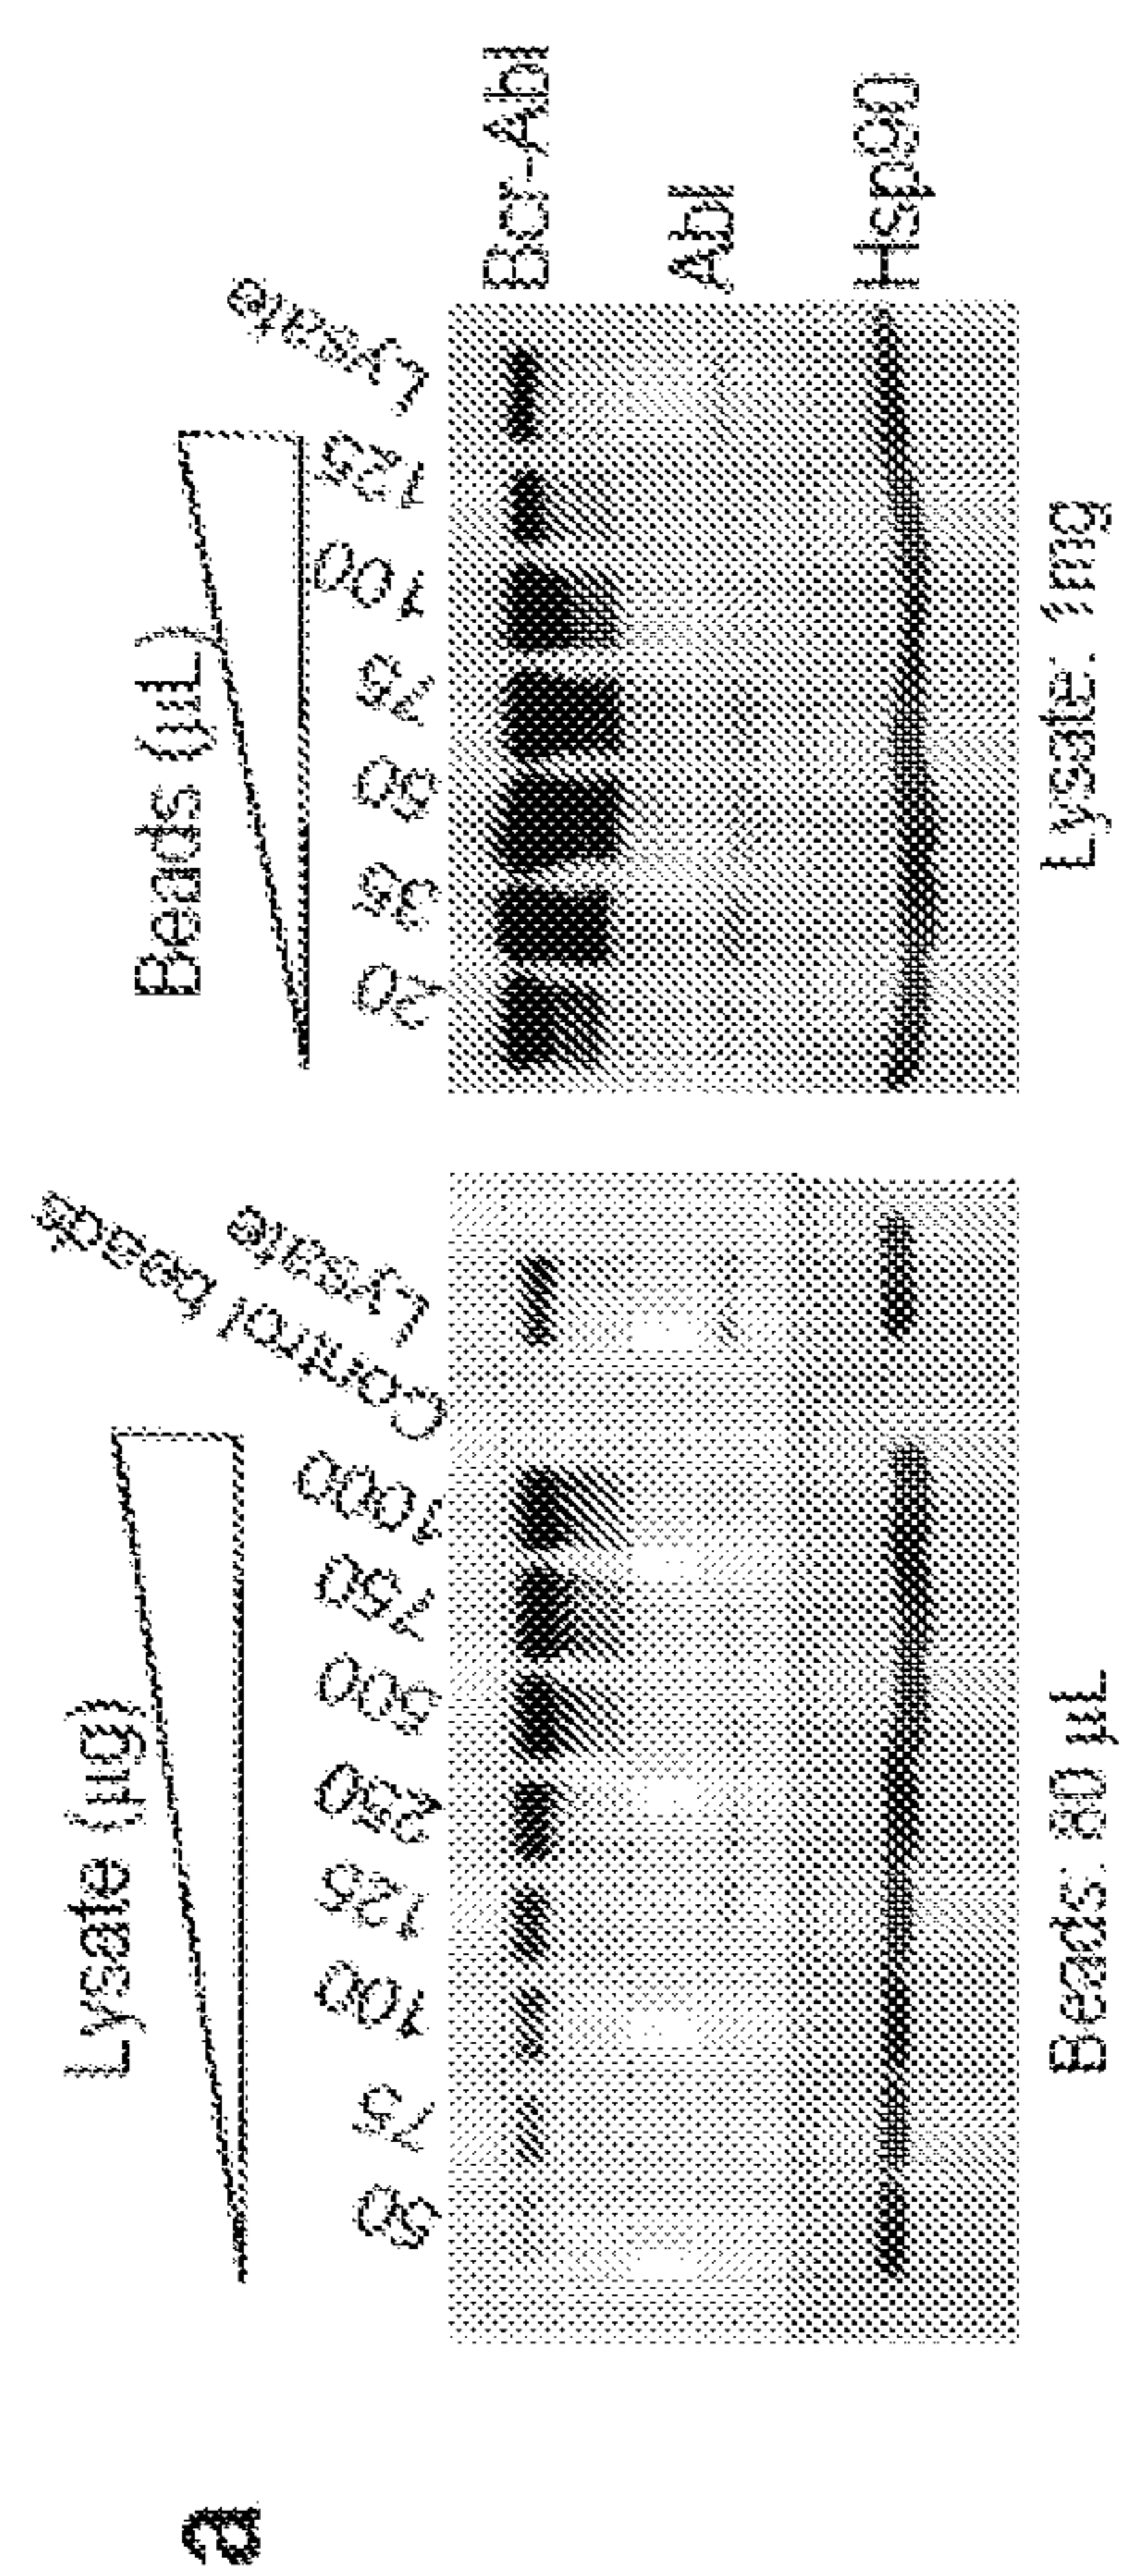 a
Lysate (µg)
50 75 100 125 250 500 750 1000 Control beads Lysate
Beads: 80 µL
Beads (µL)
20 35 50 75 100 125 Lysate
Bcr-Abl
Abl
Hsp90
Lysate: 1mg